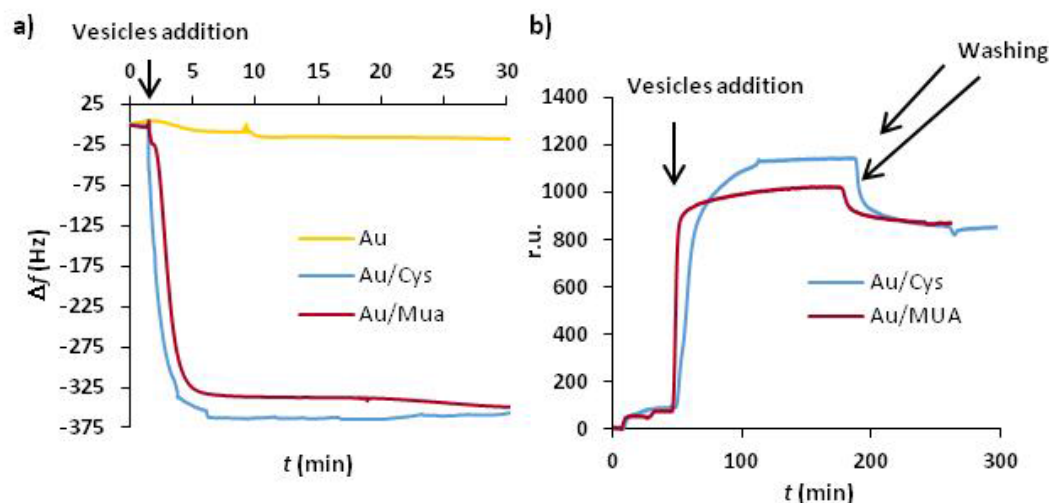 a)
Vesicles addition
0 5 10 15 20 25 30
25
-25
-75
-125
-175
-225
-275
-325
-375
Δf (Hz)
Au
Au/Cys
Au/Mua
t (min)
b)
Washing
Vesicles addition
1400
1200
1000
800
600
400
200
0
r.u.
Au/Cys
Au/MUA
0 100 200 300
t (min)